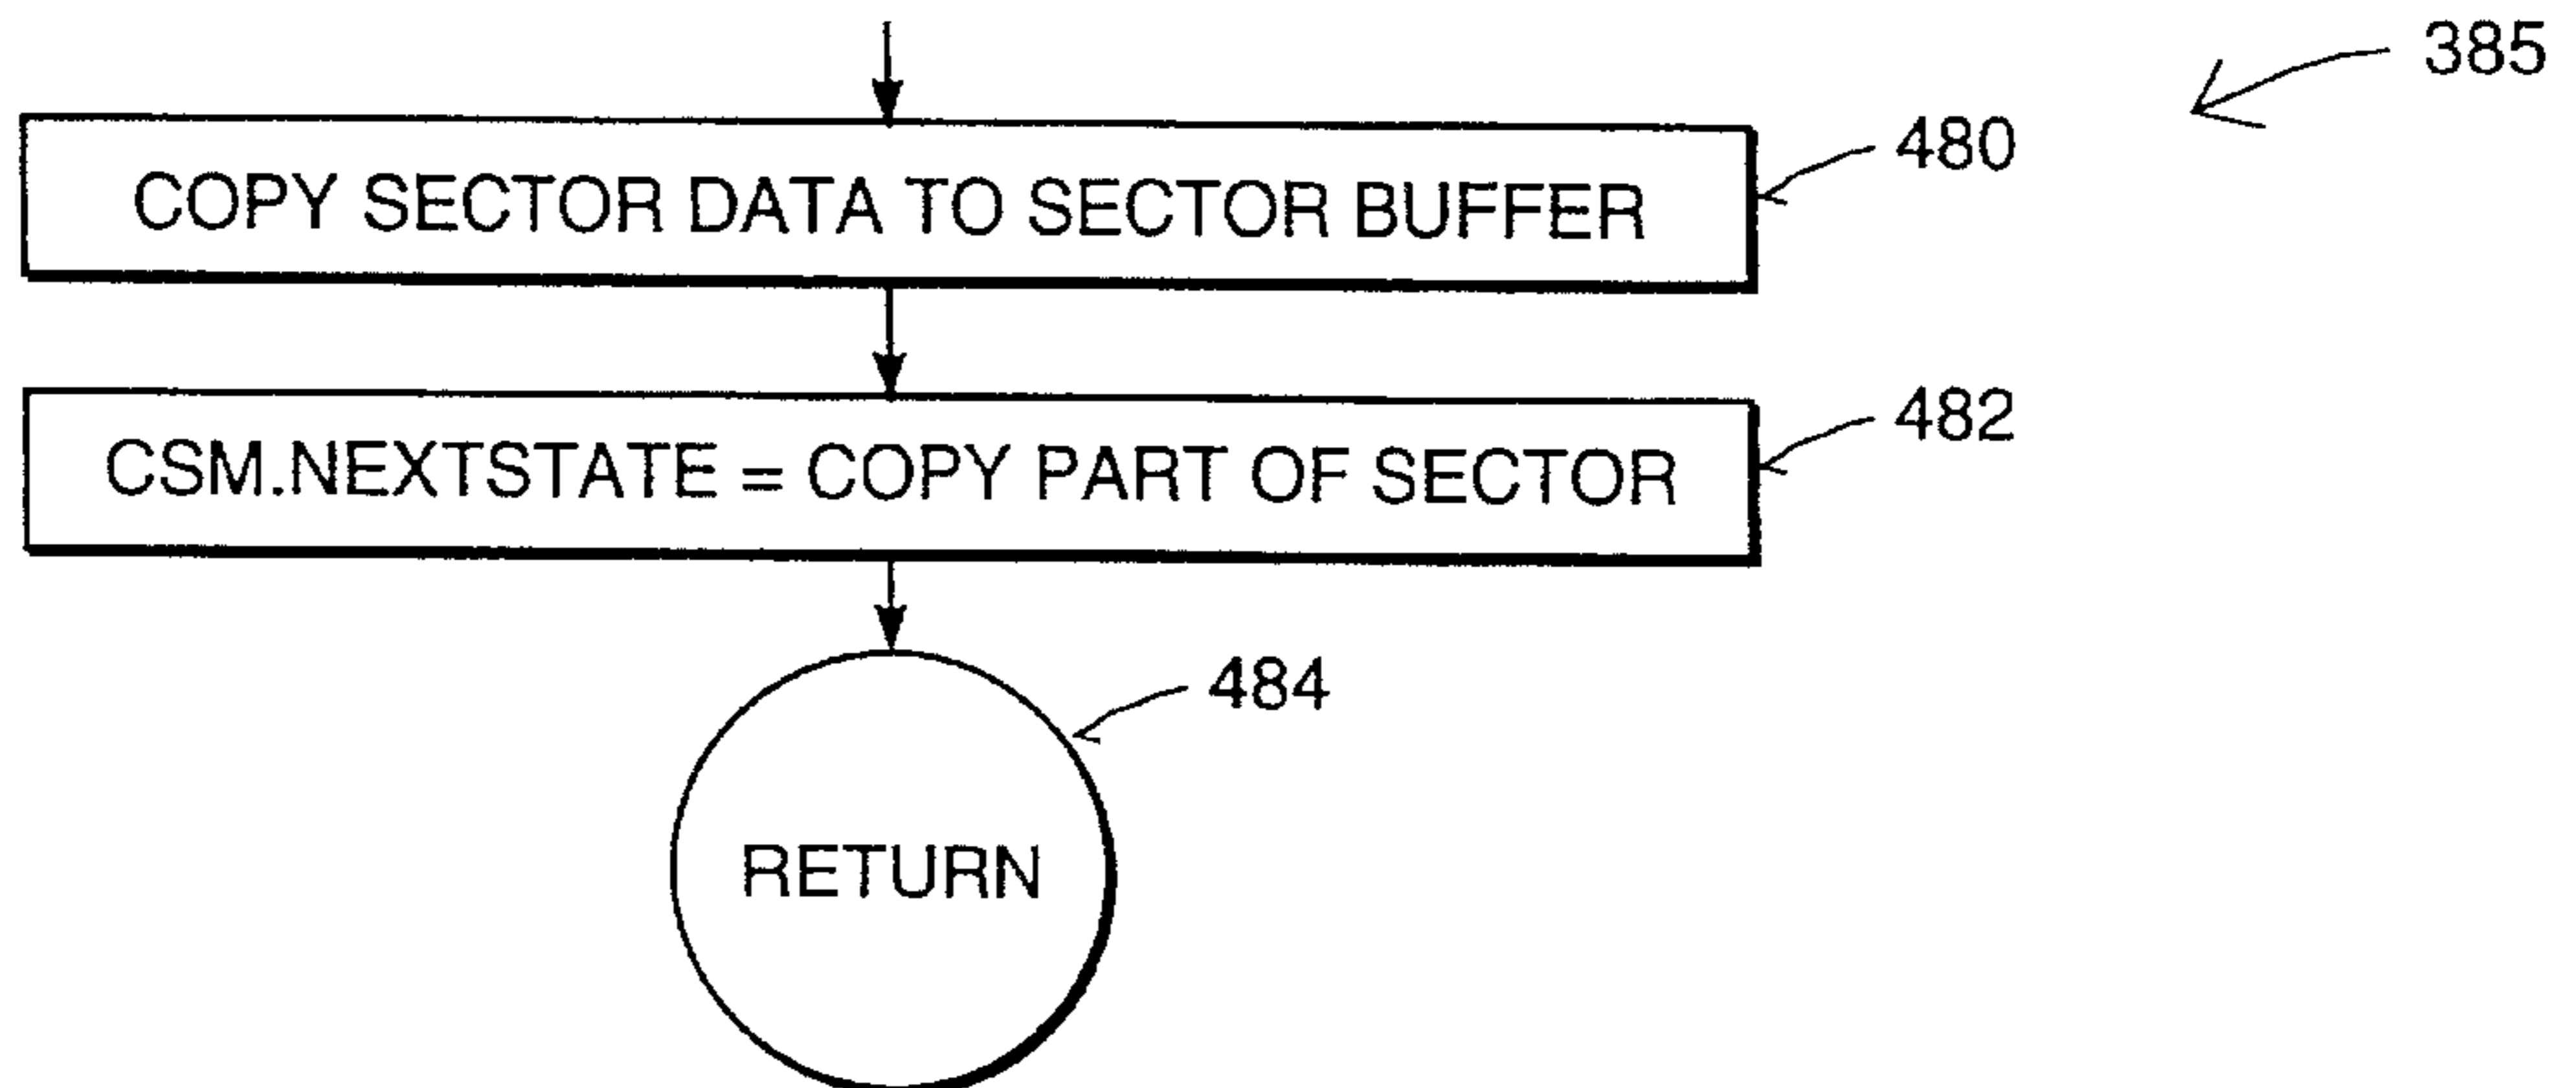 385
COPY SECTOR DATA TO SECTOR BUFFER
480
CSM.NEXTSTATE = COPY PART OF SECTOR
482
484
RETURN